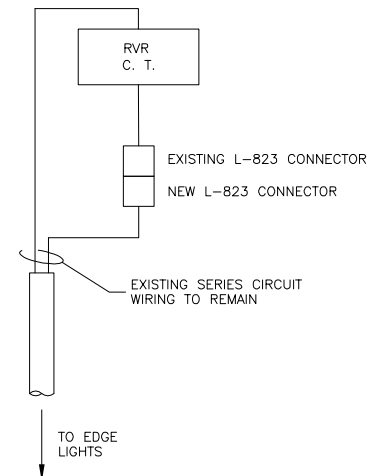 RVR
C. T.
EXISTING L-823 CONNECTOR
NEW L-823 CONNECTOR
EXISTING SERIES CIRCUIT
WIRING TO REMAIN
TO EDGE
LIGHTS